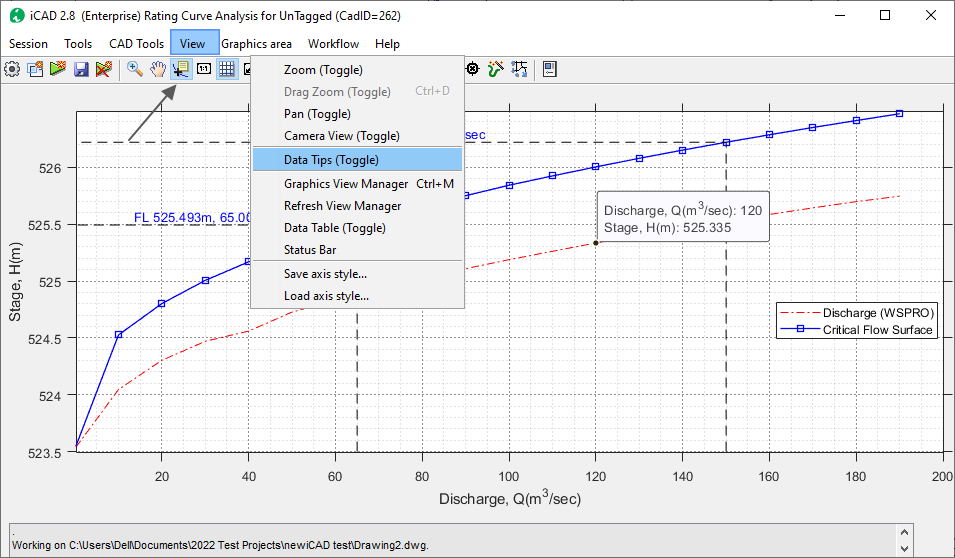 iCAD 2.8 (Enterprise) Rating Curve Analysis for UnTagged (CadID=262)
Session Tools CAD Tools View Graphics area Workflow Help
1:1
Zoom (Toggle)
Drag Zoom (Toggle) Ctrl+D
Pan (Toggle)
Camera View (Toggle)
Data Tips (Toggle)
Graphics View Manager Ctrl+M
Refresh View Manager
Data Table (Toggle)
Status Bar
Save axis style...
Load axis style...
sec
FL 525.493m, 65.0
Discharge, Q(m³/sec): 120
Stage, H(m): 525.335
Discharge (WSPRO)
Critical Flow Surface
Stage, H(m)
526
525.5
525
524.5
524
523.5
20 40 60 80 100 120 140 160 180 200
Discharge, Q(m³/sec)
.
Working on C:\Users\Dell\Documents\2022 Test Projects\newiCAD test\Drawing2.dwg.